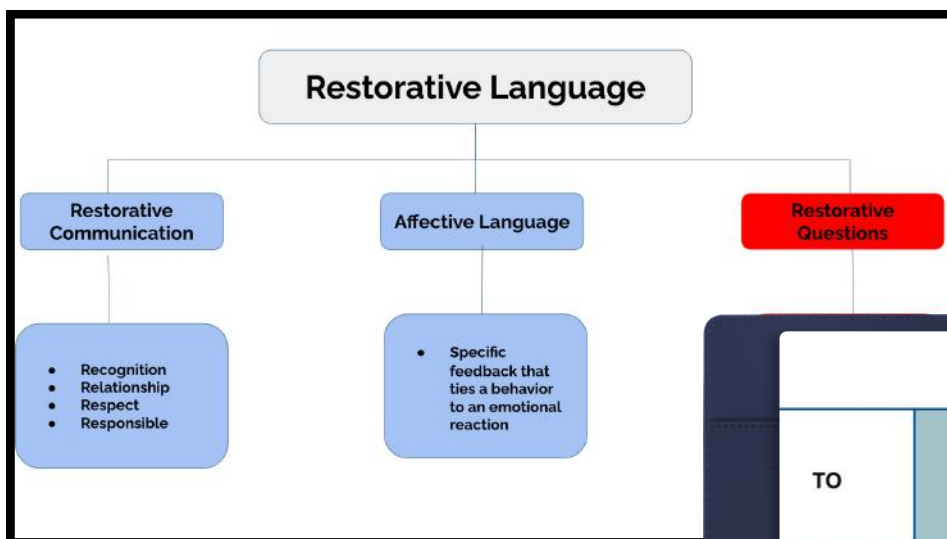 Restorative Language
Restorative
Communication
Affective Language
Restorative
Questions
● Recognition
● Relationship
● Respect
● Responsible
● Specific
feedback that
ties a behavior
to an emotional
reaction
TO